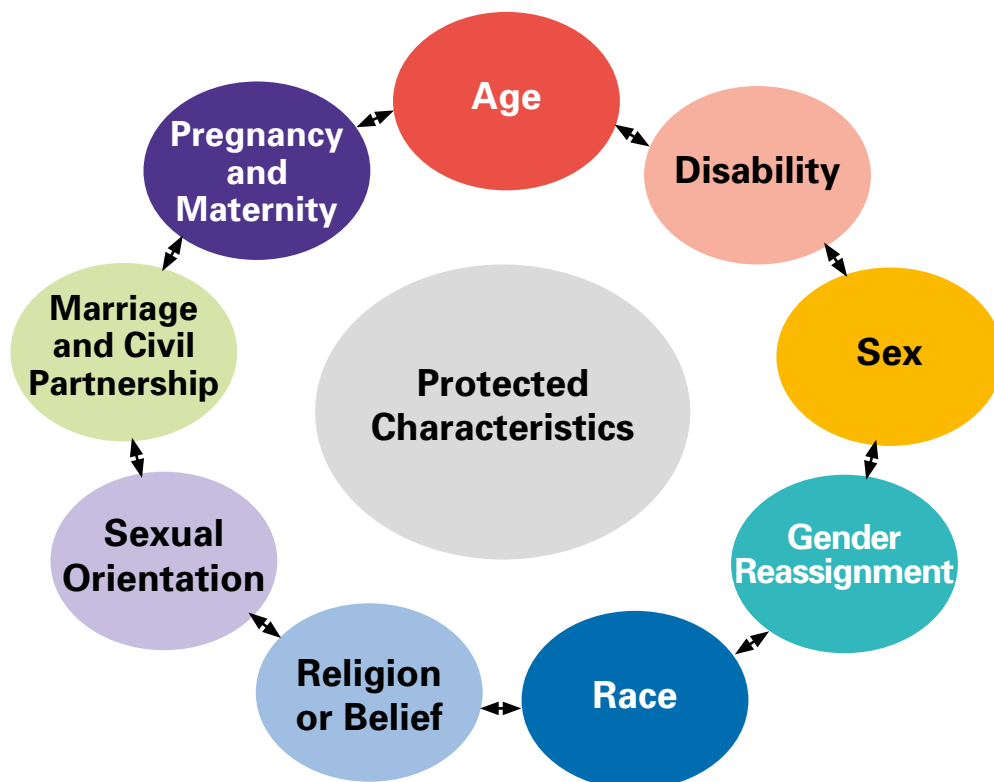 Age
Disability
Sex
Gender
Reassignment
Race
Religion
or Belief
Sexual
Orientation
Marriage
and Civil
Partnership
Pregnancy
and
Maternity
Protected
Characteristics